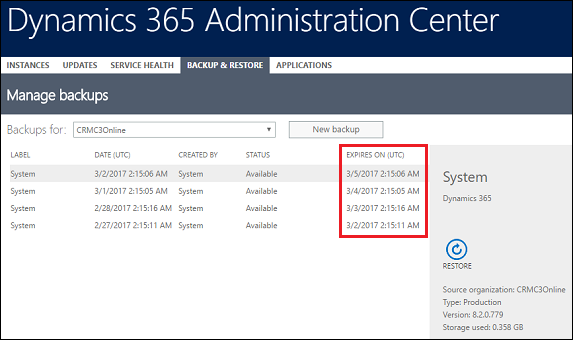 Dynamics 365 Administration Center
INSTANCES UPDATES SERVICE HEALTH BACKUP & RESTORE APPLICATIONS
Manage backups
Backups for: CRMC3Online New backup
LABEL DATE (UTC) CREATED BY STATUS EXPIRES ON (UTC)
System 3/2/2017 2:15:06 AM System Available 3/5/2017 2:15:06 AM
System 3/1/2017 2:15:05 AM System Available 3/4/2017 2:15:05 AM
System 2/28/2017 2:15:16 AM System Available 3/3/2017 2:15:16 AM
System 2/27/2017 2:15:11 AM System Available 3/2/2017 2:15:11 AM
System
Dynamics 365
RESTORE
Source organization: CRMC3Online
Type: Production
Version: 8.2.0.779
Storage used: 0.358 GB